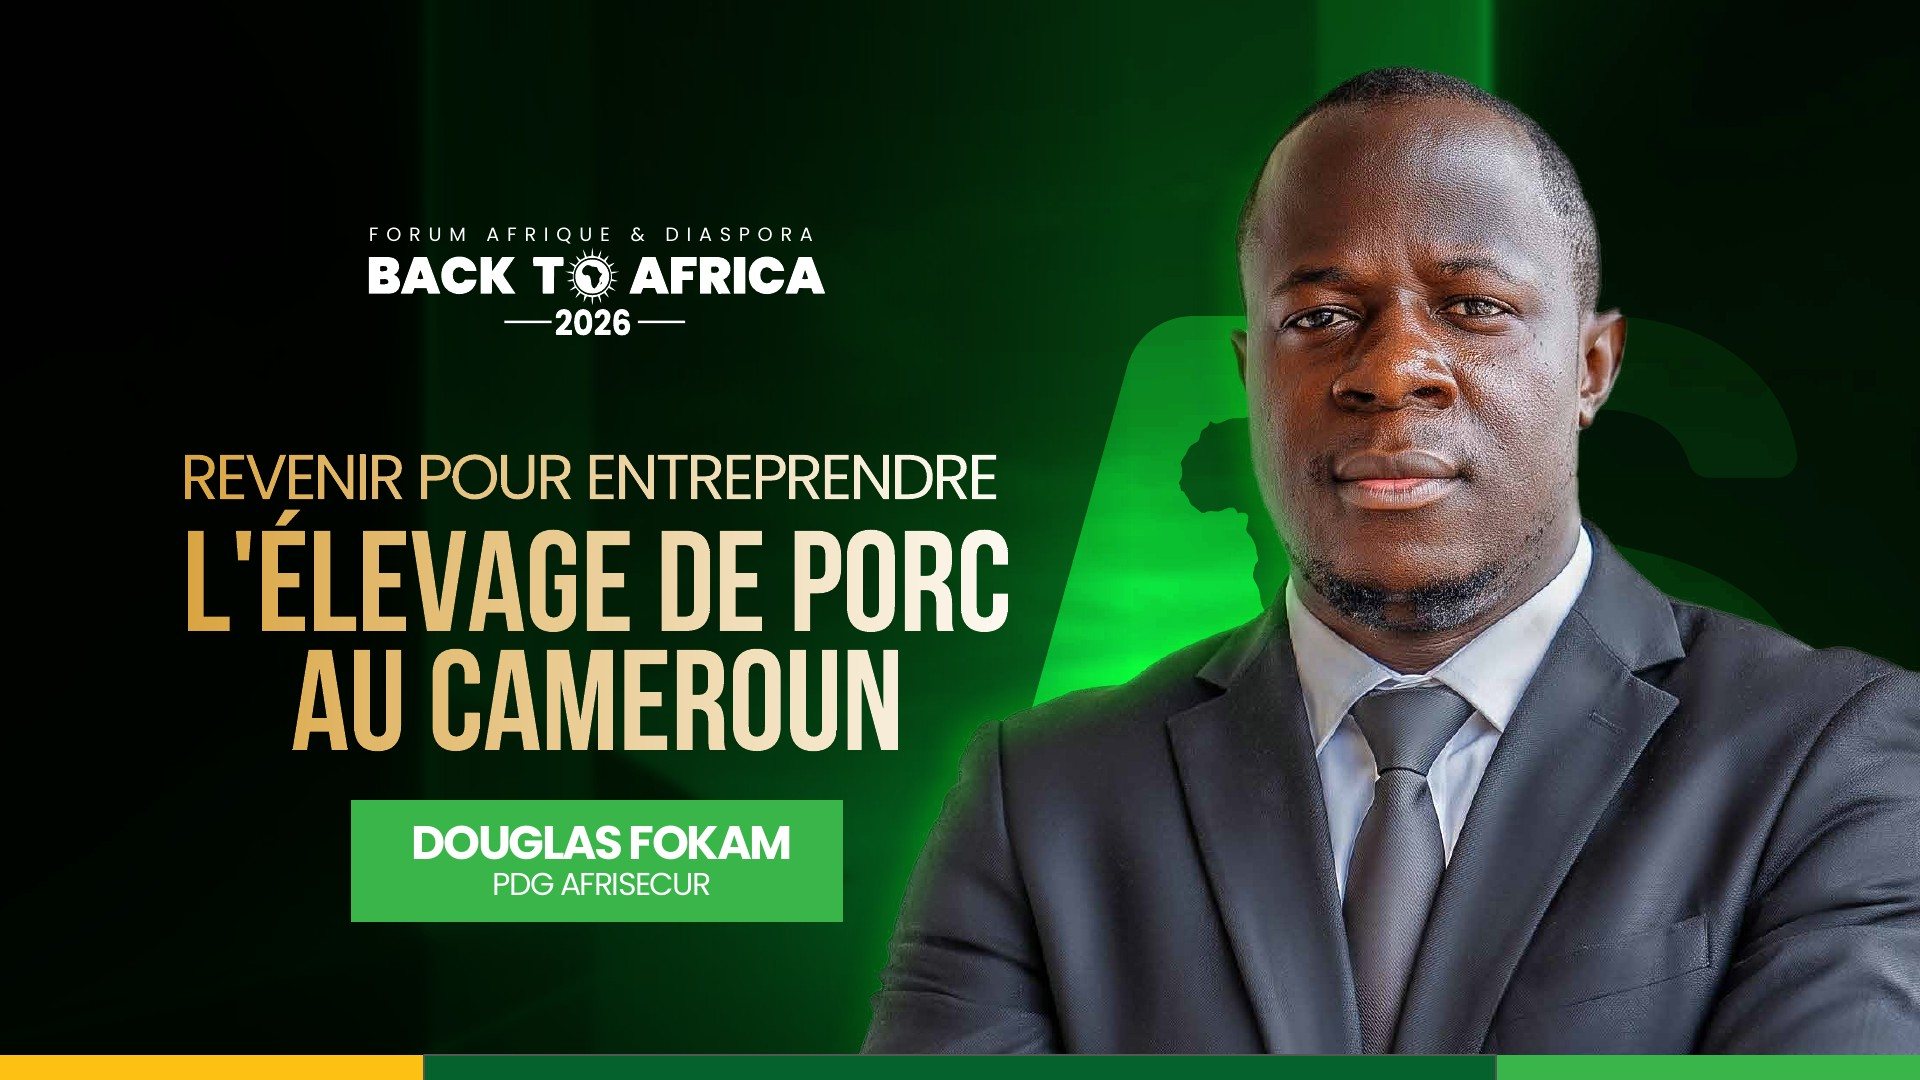 FORUM AFRIQUE & DIASPORA
BACK TO AFRICA
2026
REVENIR POUR ENTREPRENDRE
L'ÉLEVAGE DE PORC
AU CAMEROUN
DOUGLAS FOKAM
PDG AFRISECUR